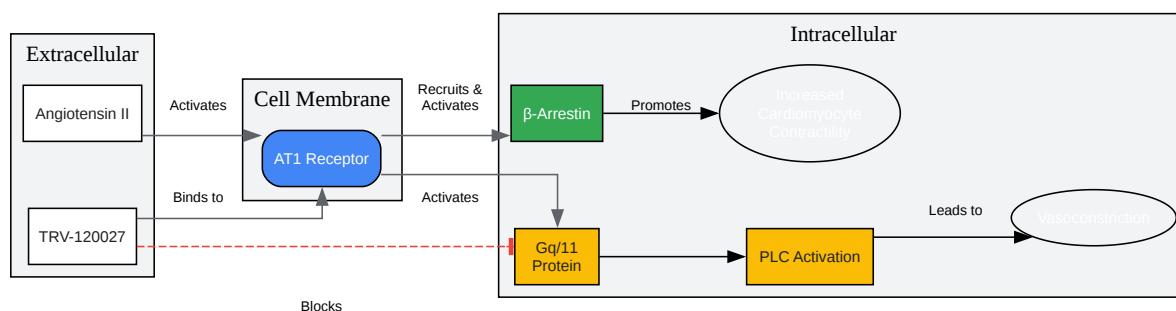 Extracellular
Angiotensin II
TRV-120027
Activates
Binds to
Cell Membrane
AT1 Receptor
Recruits &
Activates
Activates
Blocks
Intracellular
β-Arrestin
Promotes
Increased
Cardiomyocyte
Contractility
Gq/11
Protein
PLC Activation
Leads to
Vasoconstriction